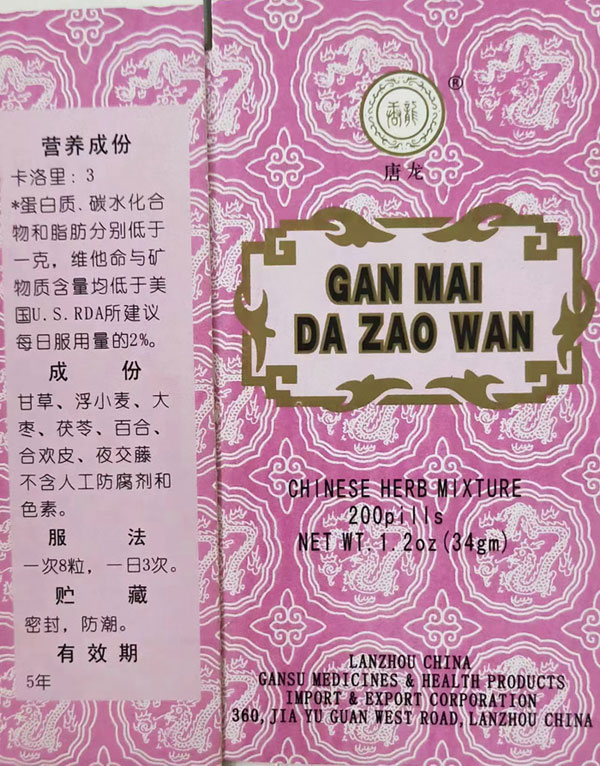 营养成份
卡洛里：3
*蛋白质、碳水化合
物和脂肪分别低于
一克，维他命与矿
物质含量均低于美
国U.S.RDA所建议
每日服用量的2%。
成 份
甘草、浮小麦、大
枣、茯苓、百合、
合欢皮、夜交藤
不含人工防腐剂和
色素。
服 法
一次8粒，一日3次。
贮 藏
密封，防潮。
有效期
5年
®
唐龙
GAN MAI
DA ZAO WAN
CHINESE HERB MIXTURE
200pills
NET WT. 1.2oz(34gm)
LANZHOU CHINA
GANSU MEDICINES & HEALTH PRODUCTS
IMPORT & EXPORT CORPORATION
360, JIA YU GUAN WEST ROAD, LANZHOU CHINA